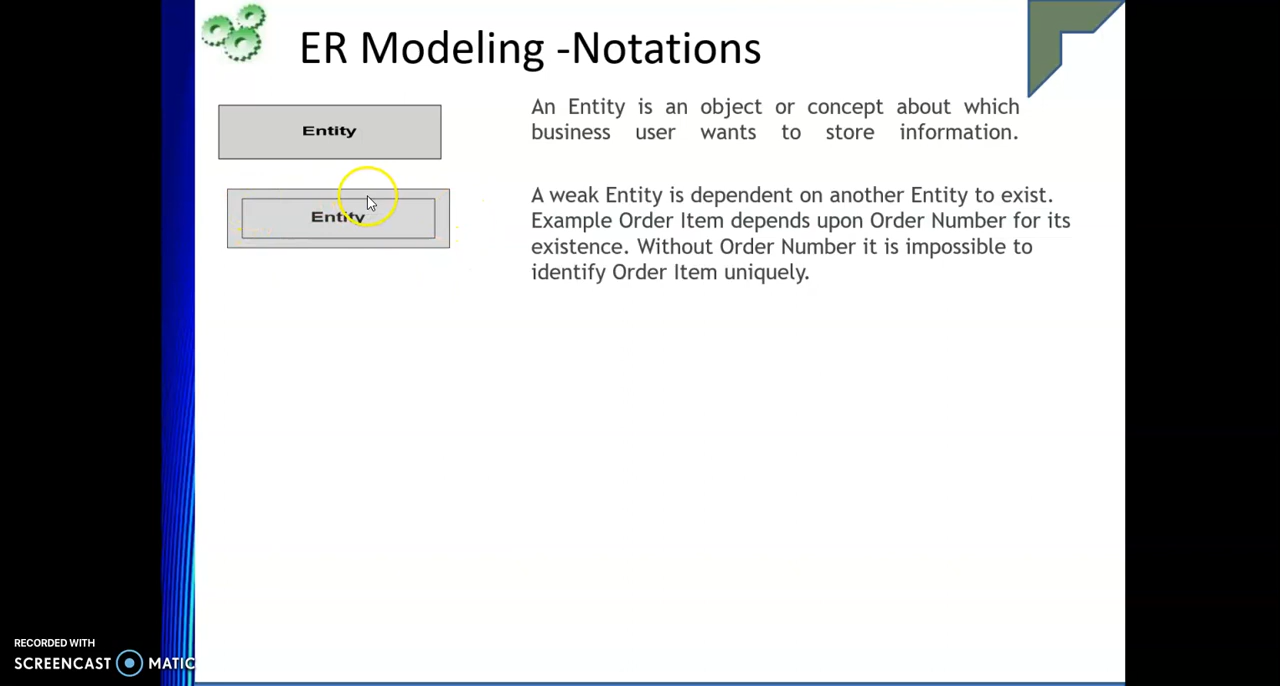 ER Modeling -Notations
Entity
An Entity is an object or concept about which
business user wants to store information.
Entity
A weak Entity is dependent on another Entity to exist.
Example Order Item depends upon Order Number for its
existence. Without Order Number it is impossible to
identify Order Item uniquely.
RECORDED WITH
SCREENCAST MATIC